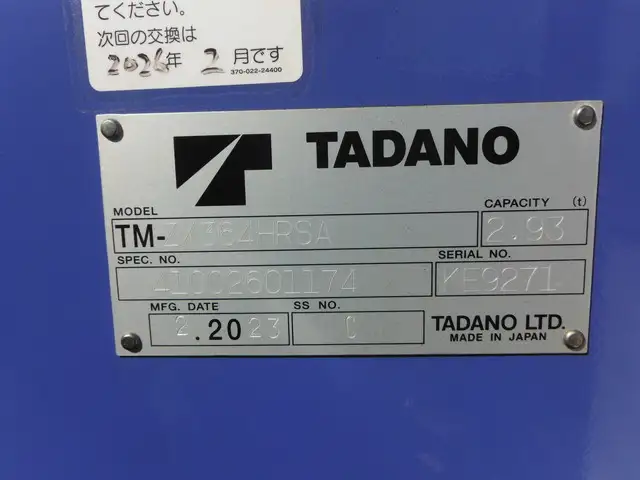 てください。
次回の交換は
2026年 2月です
370-022-24400
TADANO
MODEL
CAPACITY (t)
TM-ZX364HRSA
2.93
SPEC. NO.
SERIAL NO.
11002601174
KE9271
MFG. DATE
SS NO.
2.2023
C
TADANO LTD.
MADE IN JAPAN